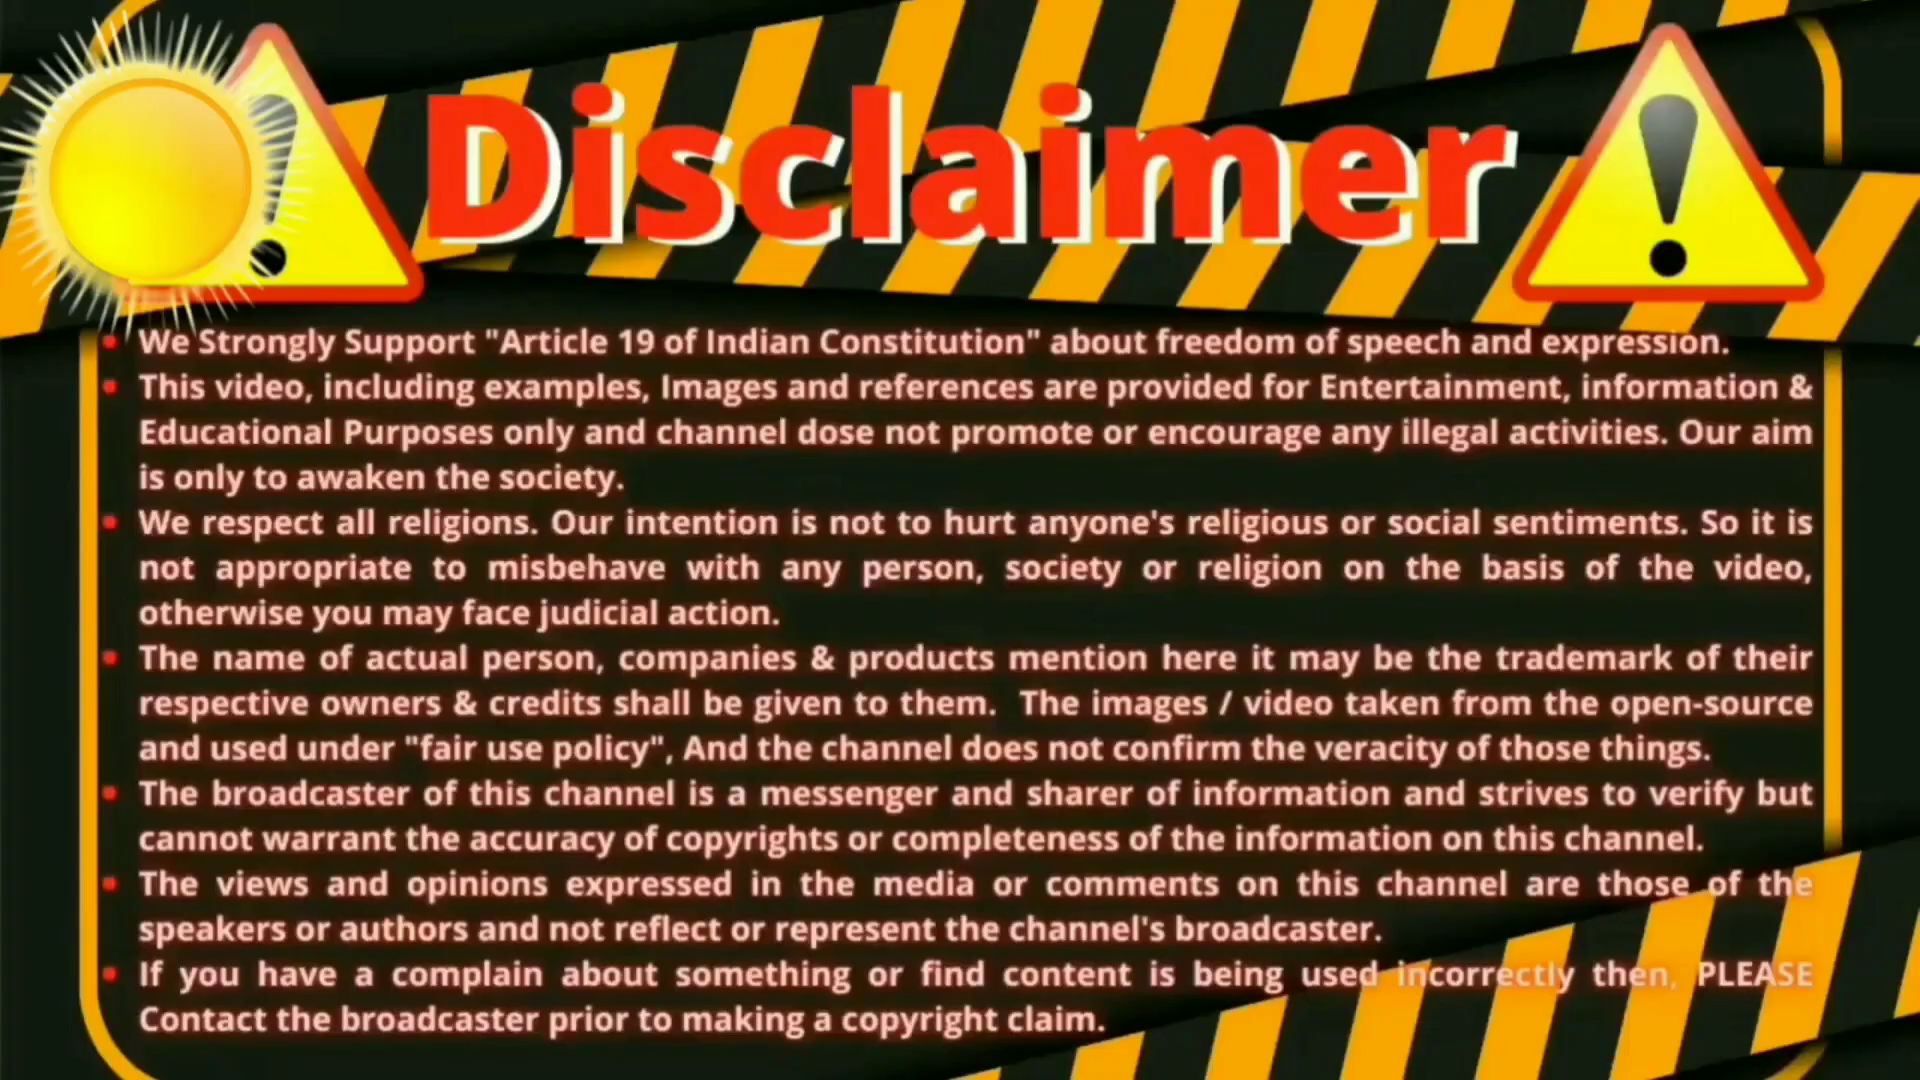 Disclaimer
• We Strongly Support "Article 19 of Indian Constitution" about freedom of speech and expression.
• This video, including examples, Images and references are provided for Entertainment, information &
Educational Purposes only and channel dose not promote or encourage any illegal activities. Our aim
is only to awaken the society.
• We respect all religions. Our intention is not to hurt anyone's religious or social sentiments. So it is
not appropriate to misbehave with any person, society or religion on the basis of the video,
otherwise you may face judicial action.
• The name of actual person, companies & products mention here it may be the trademark of their
respective owners & credits shall be given to them. The images / video taken from the open-source
and used under "fair use policy", And the channel does not confirm the veracity of those things.
• The broadcaster of this channel is a messenger and sharer of information and strives to verify but
cannot warrant the accuracy of copyrights or completeness of the information on this channel.
• The views and opinions expressed in the media or comments on this channel are those of the
speakers or authors and not reflect or represent the channel's broadcaster.
• If you have a complain about something or find content is being used incorrectly then, PLEASE
Contact the broadcaster prior to making a copyright claim.